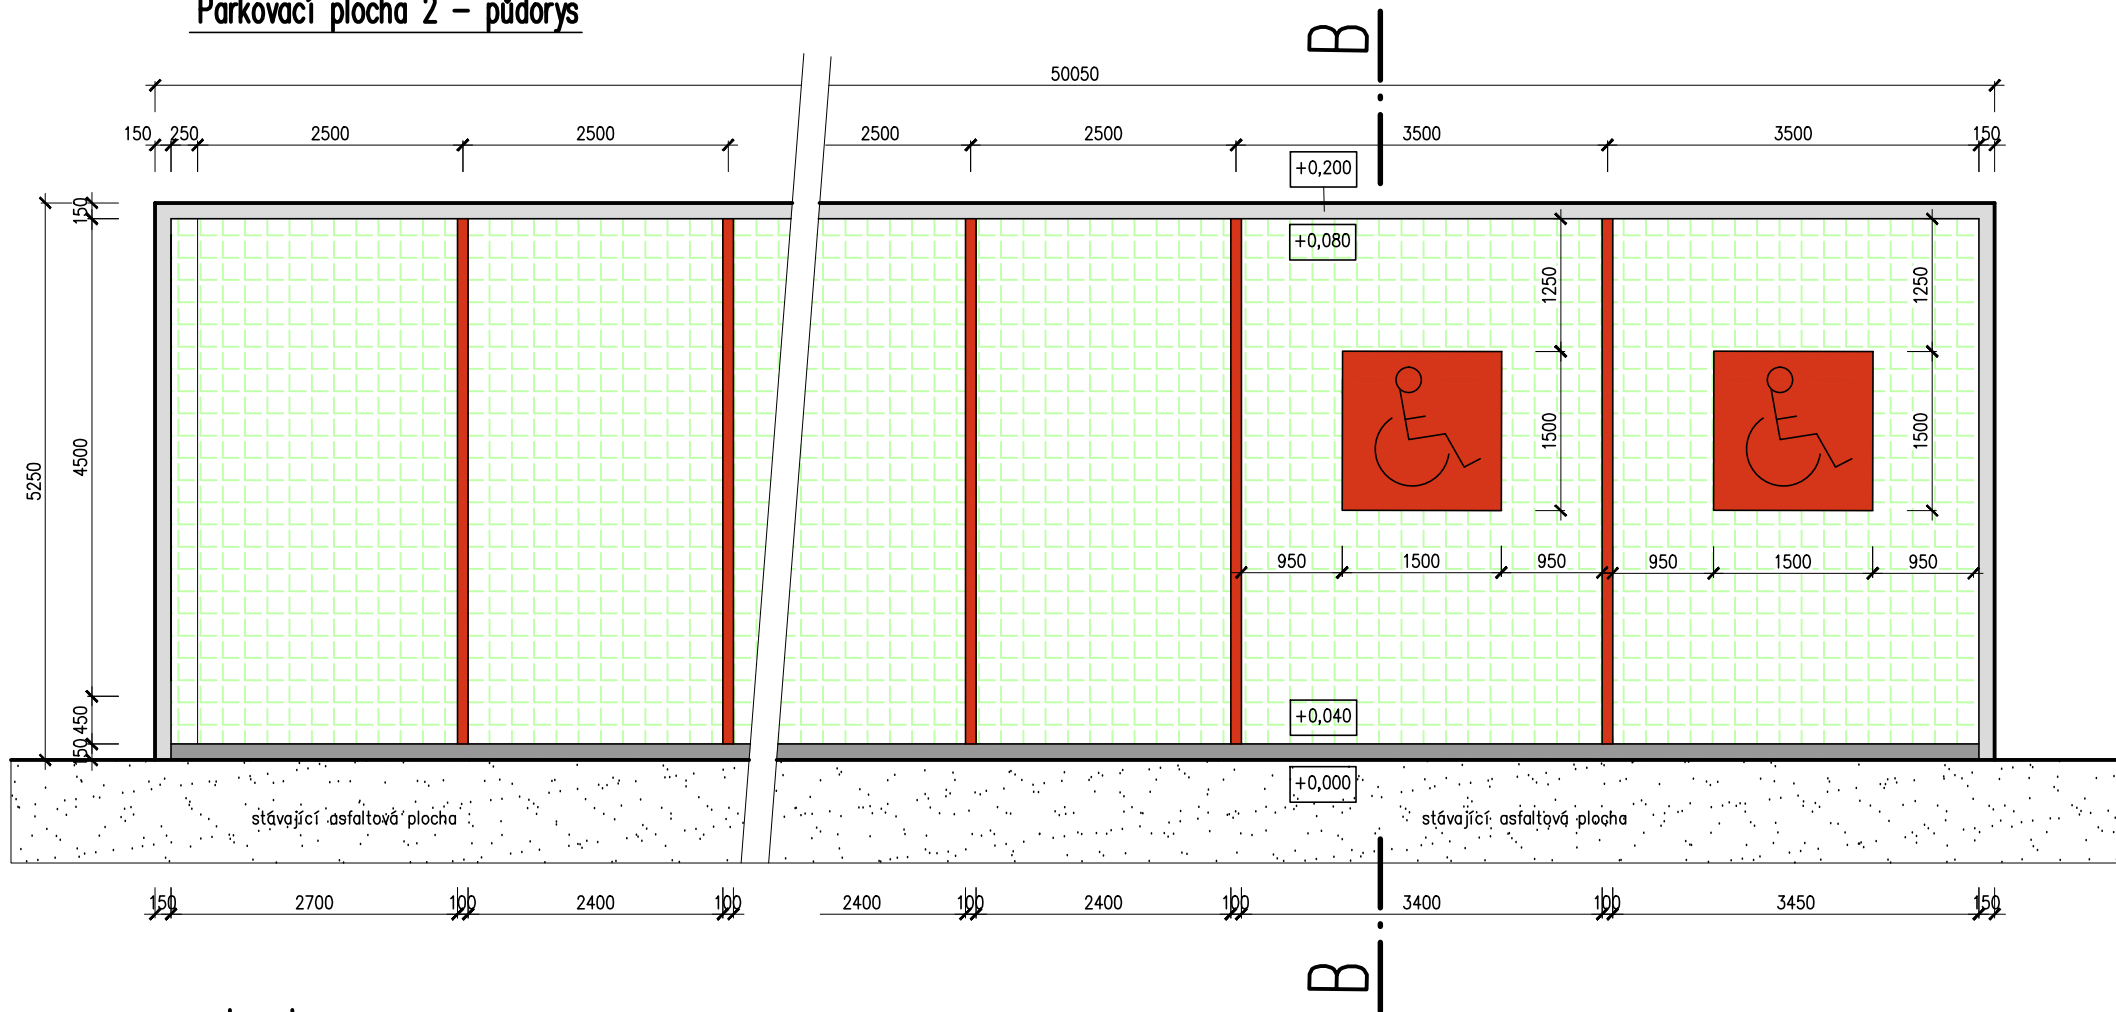 Parkovací plocha 2 – půdorys
B
50050
150 250 2500 2500 2500 2500 3500 3500 150
+0,200
+0,080
150
4500
5250
450
150
1250
1250
1500
1500
950 1500 950 950 1500 950
+0,040
+0,000
stávající asfaltová plocha
stávající asfaltová plocha
150 2700 100 2400 100 2400 100 2400 100 3400 100 3450 150
B